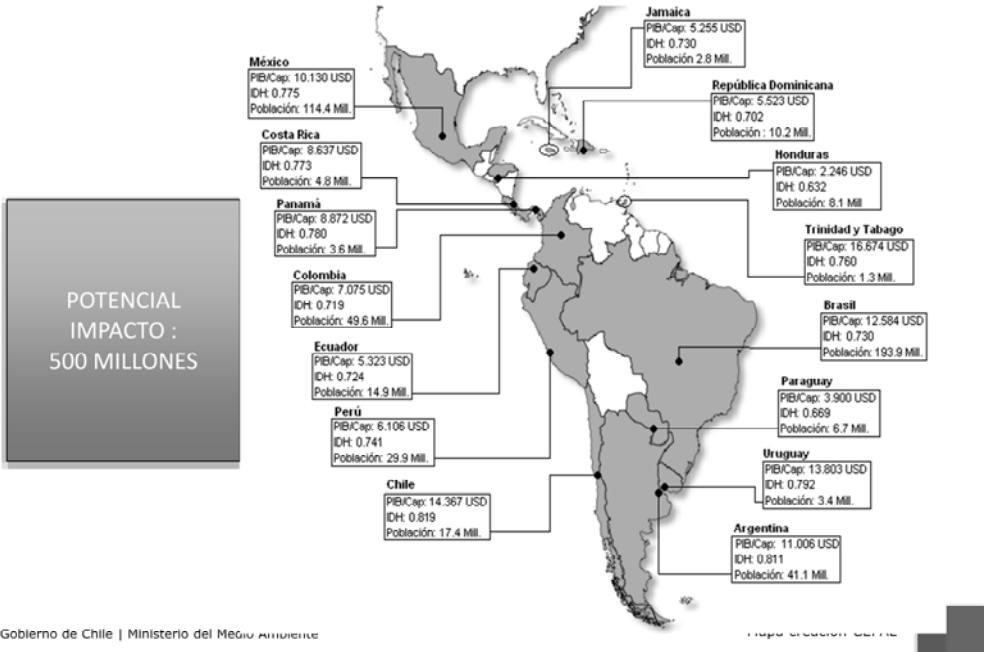 Jamaica
PIB/Cap: 5.255 USD
IDH: 0.730
Población 2.8 Mill.
México
PIB/Cap: 10.130 USD
IDH: 0.775
Población: 114.4 Mill.
República Dominicana
PIB/Cap: 5.523 USD
IDH: 0.702
Población : 10.2 Mill.
Costa Rica
PIB/Cap: 8.637 USD
IDH: 0.773
Población: 4.8 Mill.
Honduras
PIB/Cap: 2.246 USD
IDH: 0.632
Población: 8.1 Mill
Panamá
PIB/Cap: 8.872 USD
IDH: 0.780
Población: 3.6 Mill.
Trinidad y Tabago
PIB/Cap: 16.674 USD
IDH: 0.760
Población: 1.3 Mill.
Colombia
PIB/Cap: 7.075 USD
IDH: 0.719
Población: 49.6 Mill.
POTENCIAL
IMPACTO :
500 MILLONES
Brasil
PIB/Cap: 12.584 USD
IDH: 0.730
Población: 193.9 Mill.
Ecuador
PIB/Cap: 5.323 USD
IDH: 0.724
Población: 14.9 Mill.
Paraguay
PIB/Cap: 3.900 USD
IDH: 0.669
Población: 6.7 Mill.
Perú
PIB/Cap: 6.106 USD
IDH: 0.741
Población: 29.9 Mill.
Uruguay
PIB/Cap: 13.803 USD
IDH: 0.792
Población: 3.4 Mill.
Chile
PIB/Cap: 14.367 USD
IDH: 0.819
Población: 17.4 Mill.
Argentina
PIB/Cap: 11.006 USD
IDH: 0.811
Población: 41.1 Mill.
Gobierno de Chile | Ministerio del Medio Ambiente